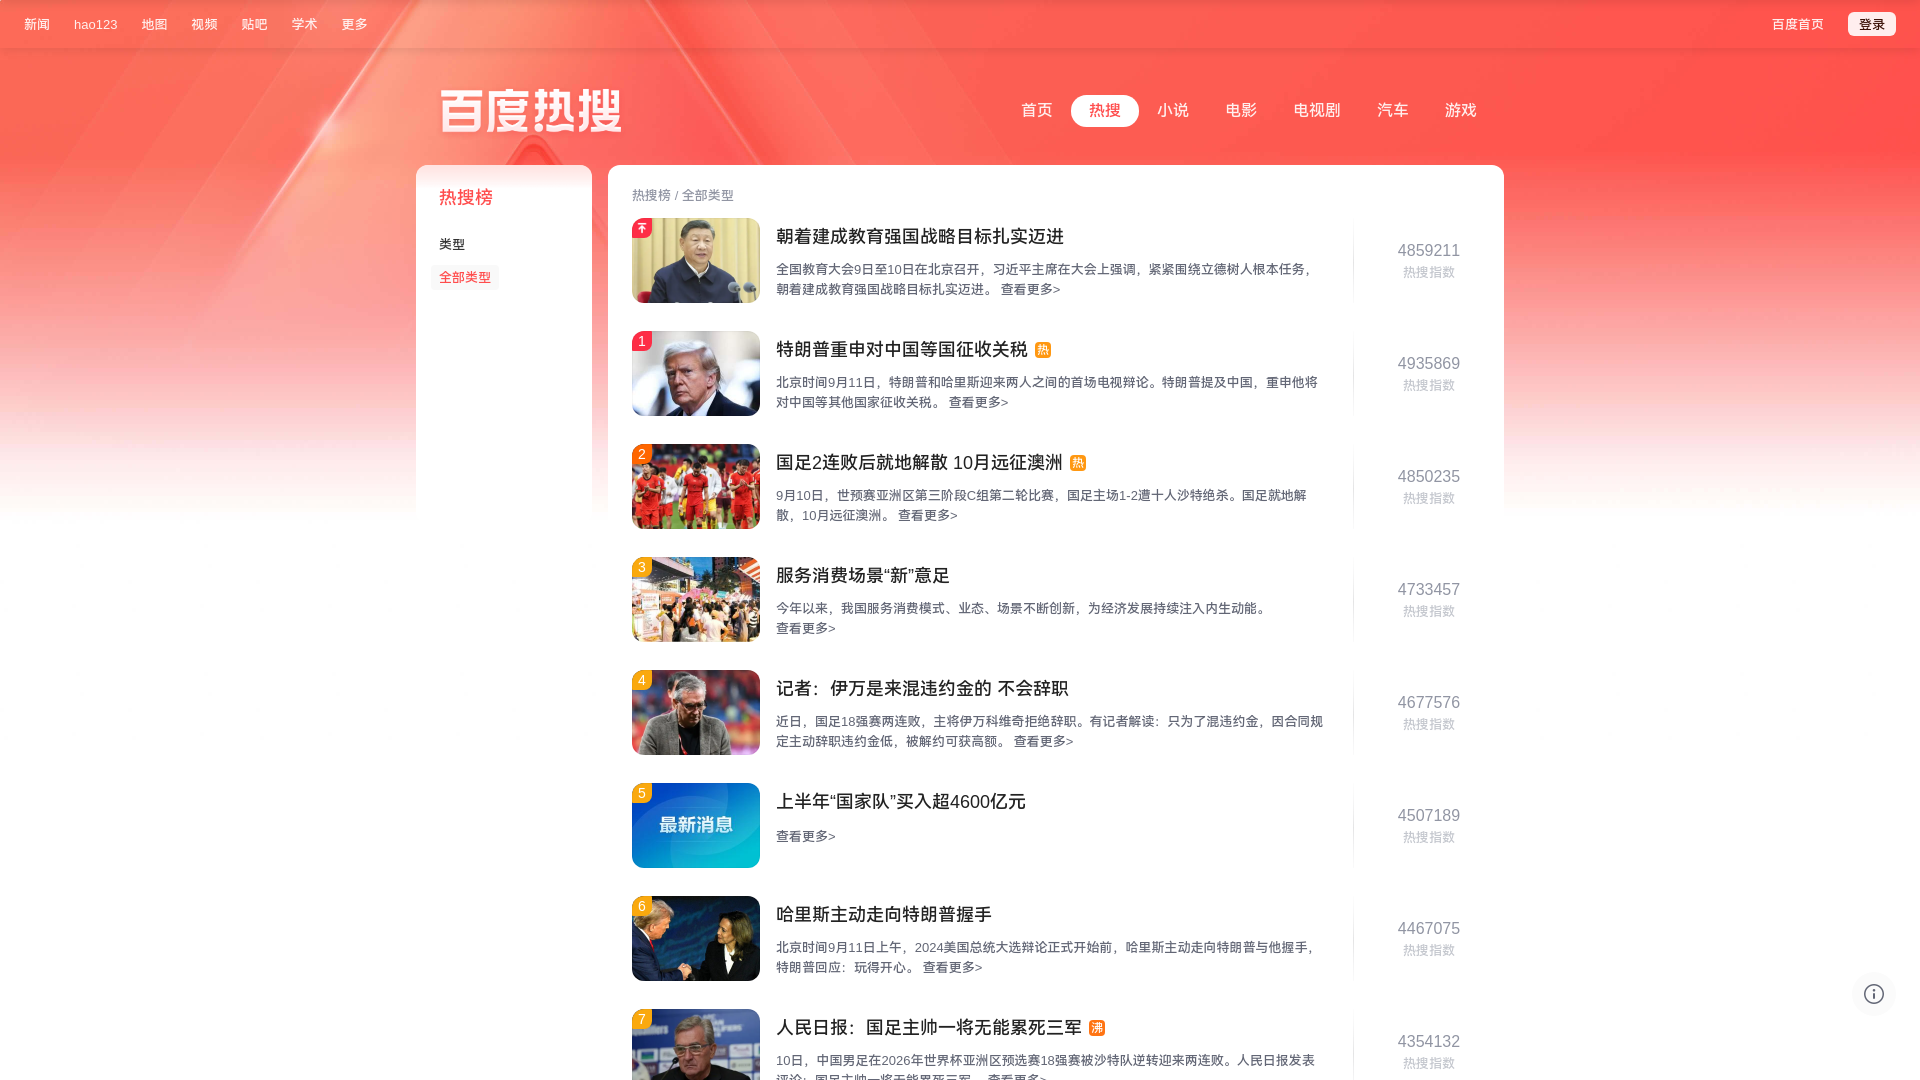 新闻 hao123 地图 视频 贴吧 学术 更多 百度首页 登录
百度热搜
首页 热搜 小说 电影 电视剧 汽车 游戏
热搜榜
类型
全部类型
热搜榜 / 全部类型
朝着建成教育强国战略目标扎实迈进
全国教育大会9日至10日在北京召开，习近平主席在大会上强调，紧紧围绕立德树人根本任务，
朝着建成教育强国战略目标扎实迈进。 查看更多>
4859211
热搜指数
1
特朗普重申对中国等国征收关税 热
北京时间9月11日，特朗普和哈里斯迎来两人之间的首场电视辩论。特朗普提及中国，重申他将
对中国等其他国家征收关税。 查看更多>
4935869
热搜指数
2
国足2连败后就地解散 10月远征澳洲 热
9月10日，世预赛亚洲区第三阶段C组第二轮比赛，国足主场1-2遭十人沙特绝杀。国足就地解
散，10月远征澳洲。 查看更多>
4850235
热搜指数
3
服务消费场景“新”意足
今年以来，我国服务消费模式、业态、场景不断创新，为经济发展持续注入内生动能。
查看更多>
4733457
热搜指数
4
记者：伊万是来混违约金的 不会辞职
近日，国足18强赛两连败，主将伊万科维奇拒绝辞职。有记者解读：只为了混违约金，因合同规
定主动辞职违约金低，被解约可获高额。 查看更多>
4677576
热搜指数
5
最新消息
上半年“国家队”买入超4600亿元
查看更多>
4507189
热搜指数
6
哈里斯主动走向特朗普握手
北京时间9月11日上午，2024美国总统大选辩论正式开始前，哈里斯主动走向特朗普与他握手，
特朗普回应：玩得开心。 查看更多>
4467075
热搜指数
7
人民日报：国足主帅一将无能累死三军 沸
10日，中国男足在2026年世界杯亚洲区预选赛18强赛被沙特队逆转迎来两连败。人民日报发表
评论：国足主帅一将无能累死三军。 查看更多>
4354132
热搜指数